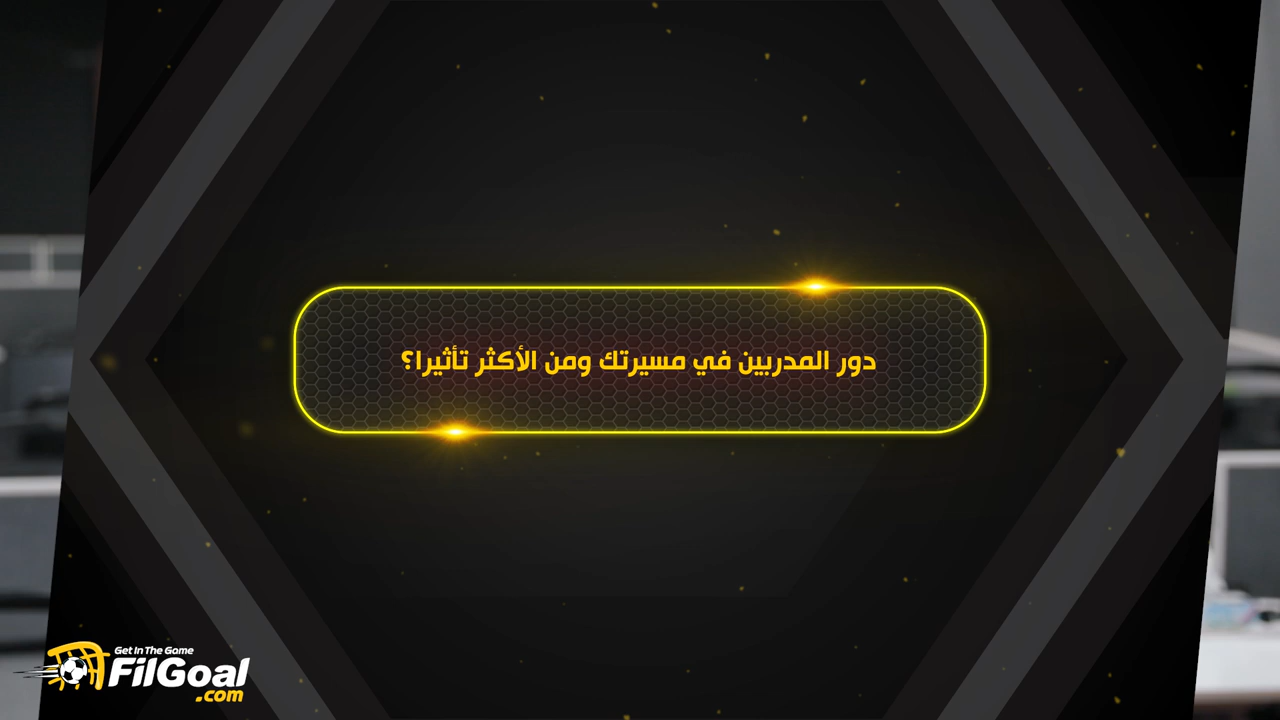 دور المدربين في مسيرتك ومن الأكثر تأثيرا؟
Get In The Game
FilGoal
.com